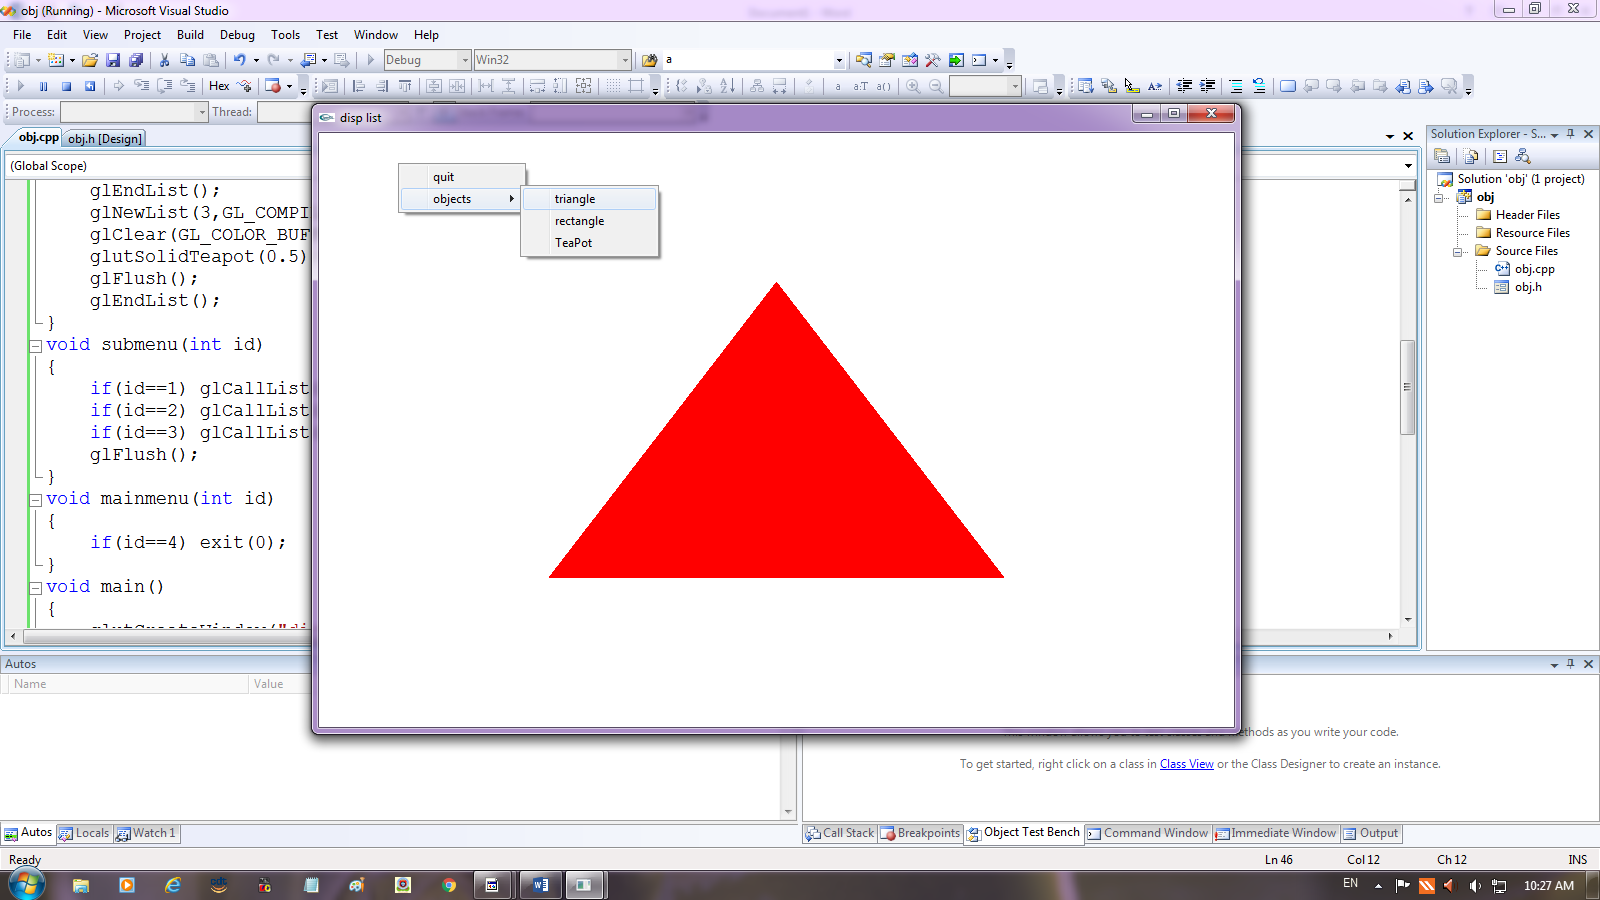 obj (Running) - Microsoft Visual Studio
File Edit View Project Build Debug Tools Test Window Help
Debug Win32 a
Hex
Process: Thread:
disp list
obj.cpp obj.h [Design]
(Global Scope)
quit
objects
triangle
rectangle
TeaPot
glEndList();
glNewList(3,GL_COMPI
glClear(GL_COLOR_BUF
glutSolidTeapot(0.5)
glFlush();
glEndList();
}
void submenu(int id)
{
if(id==1) glCallList
if(id==2) glCallList
if(id==3) glCallList
glFlush();
}
void mainmenu(int id)
{
if(id==4) exit(0);
}
void main()
{
Solution Explorer - S...
Solution 'obj' (1 project)
obj
Header Files
Resource Files
Source Files
obj.cpp
obj.h
Autos
Name Value
methods as you write your code.
To get started, right click on a class in Class View or the Class Designer to create an instance.
Autos Locals Watch 1
Call Stack Breakpoints Object Test Bench Command Window Immediate Window Output
Ready Ln 46 Col 12 Ch 12 INS
EN 10:27 AM